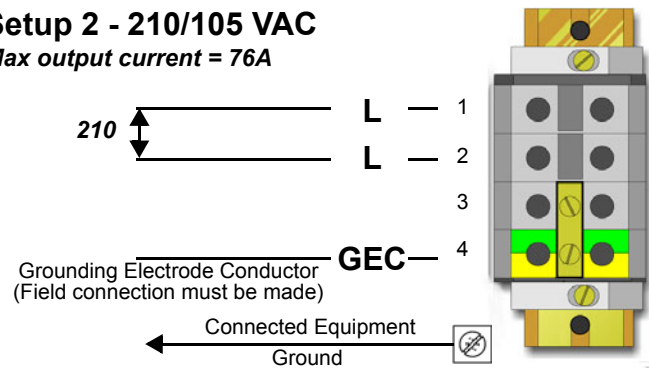 Setup 2 - 210/105 VAC
Max output current = 76A
210
L 1
L 2
3
GEC 4
Grounding Electrode Conductor
(Field connection must be made)
Connected Equipment
Ground